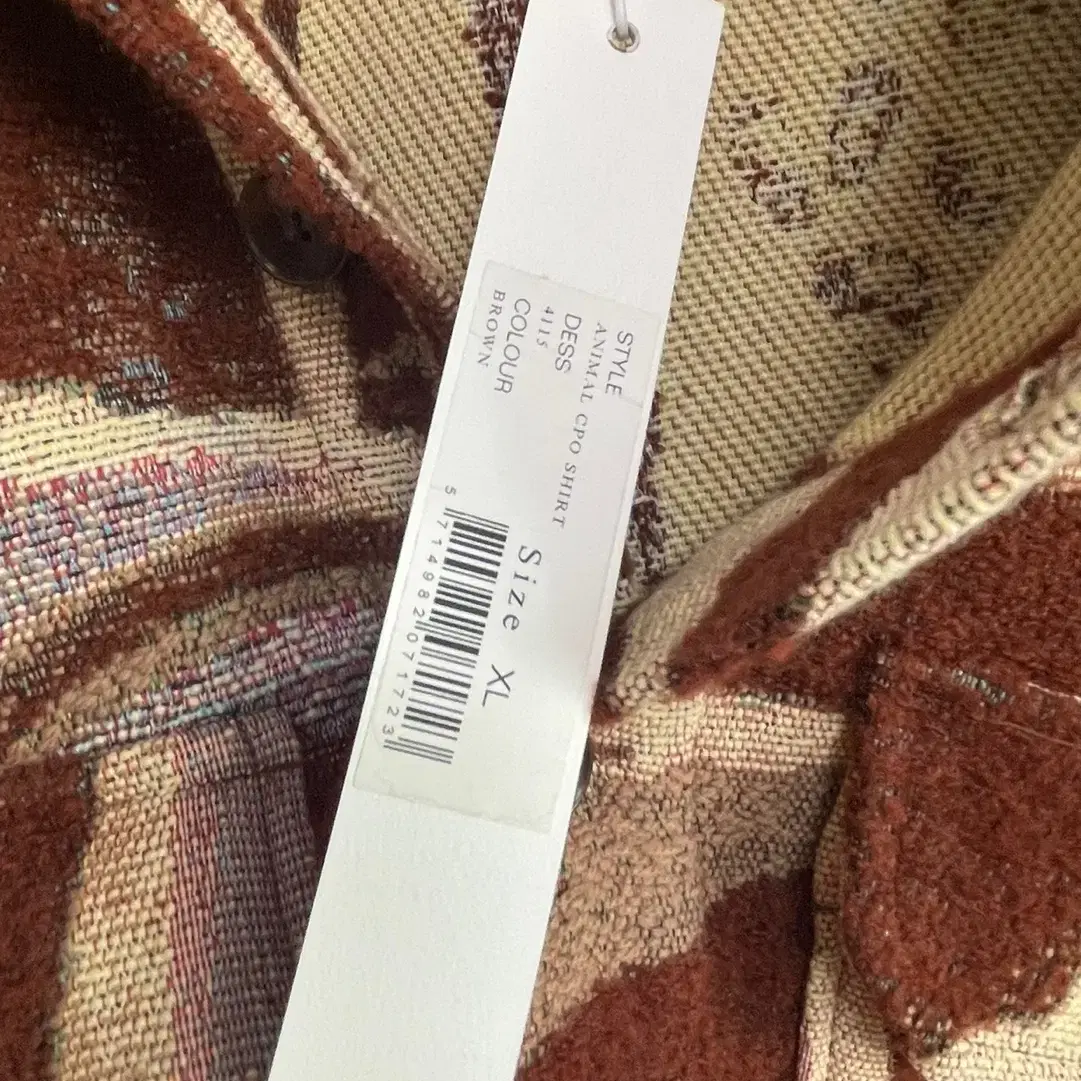 STYLE
ANIMAL CPO SHIRT
DESS
4115
COLOUR
BROWN
Size XL
5 714982 071723